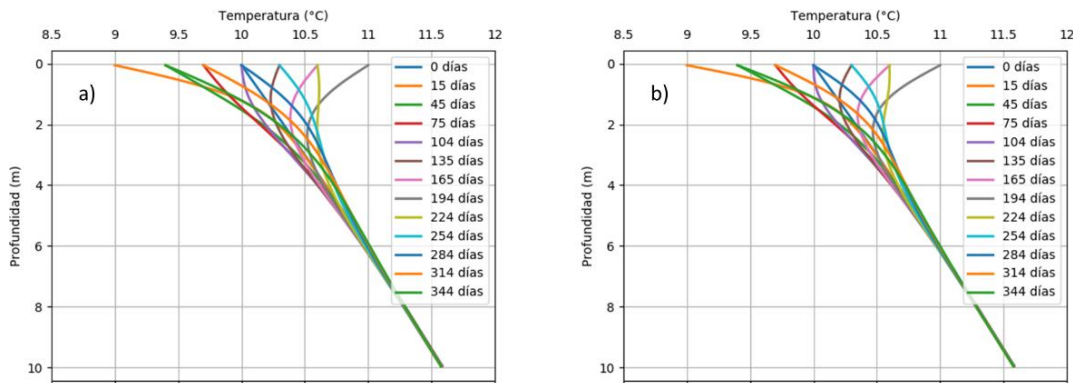 Temperatura (°C)
8.5 9 9.5 10 10.5 11 11.5 12
0
2
4
6
8
10
Profundidad (m)
a)
0 días
15 días
45 días
75 días
104 días
135 días
165 días
194 días
224 días
254 días
284 días
314 días
344 días
Temperatura (°C)
8.5 9 9.5 10 10.5 11 11.5 12
0
2
4
6
8
10
Profundidad (m)
b)
0 días
15 días
45 días
75 días
104 días
135 días
165 días
194 días
224 días
254 días
284 días
314 días
344 días